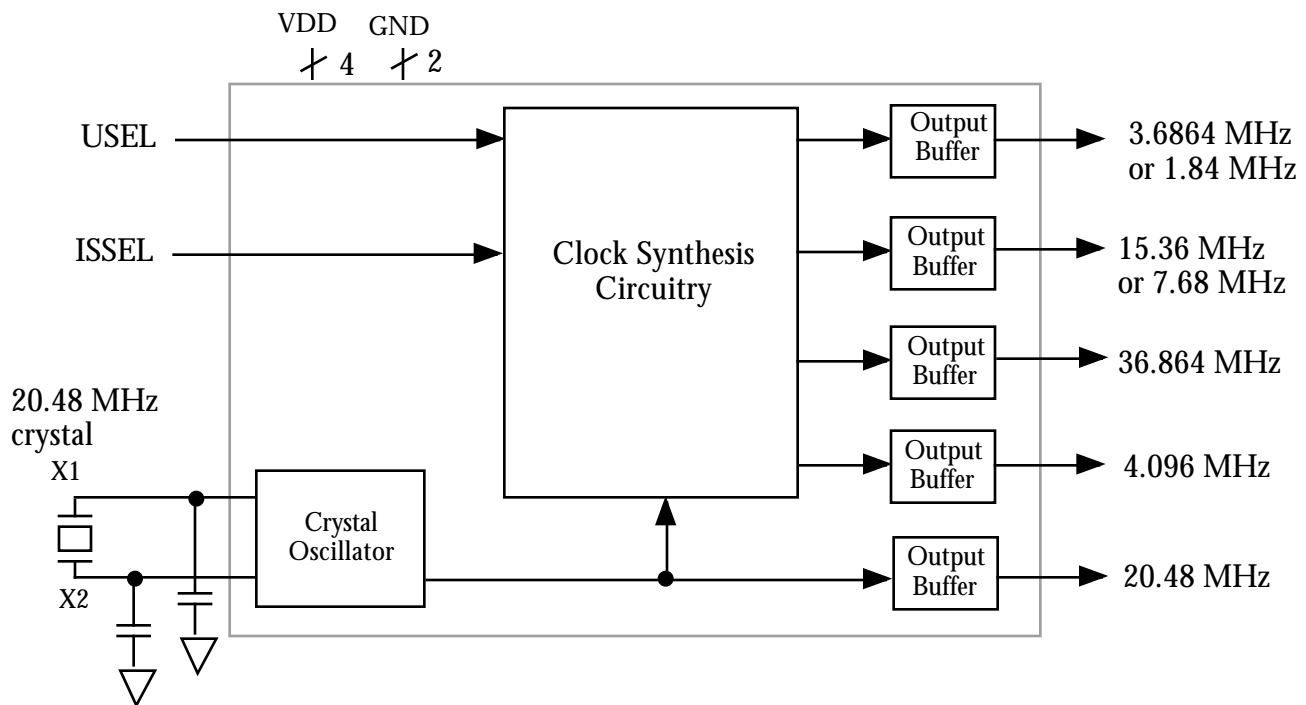 VDD
GND
4
2
USEL
Output
Buffer
3.6864 MHz
or 1.84 MHz
ISSEL
Clock Synthesis
Circuitry
Output
Buffer
15.36 MHz
or 7.68 MHz
Output
Buffer
36.864 MHz
20.48 MHz
crystal
X1
Output
Buffer
4.096 MHz
Crystal
Oscillator
X2
Output
Buffer
20.48 MHz